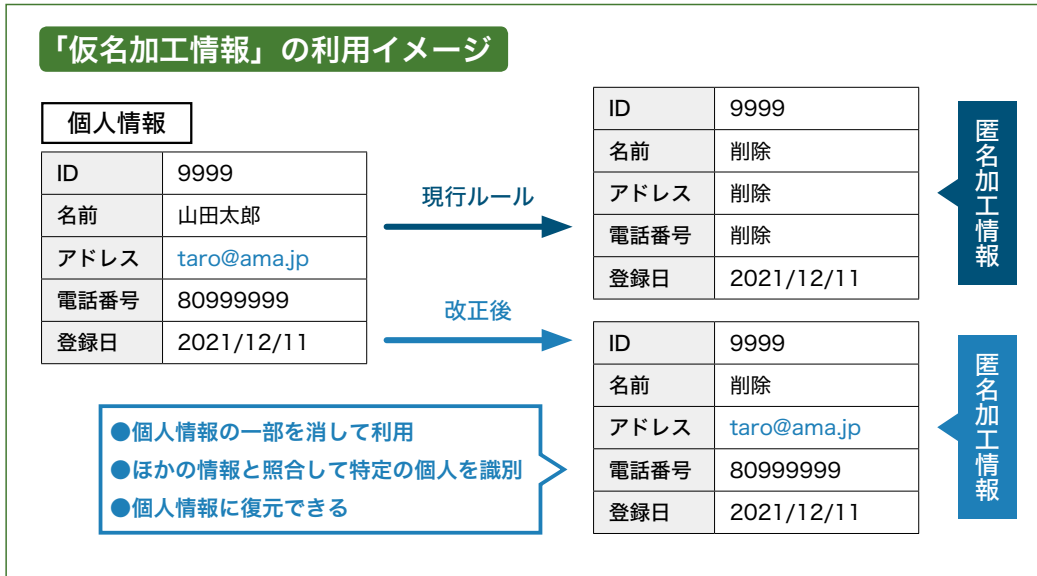 「仮名加工情報」の利用イメージ
個人情報
ID 9999
名前 山田太郎
アドレス taro@ama.jp
電話番号 80999999
登録日 2021/12/11
現行ルール
改正後
ID 9999
名前 削除
アドレス 削除
電話番号 削除
登録日 2021/12/11
匿名加工情報
ID 9999
名前 削除
アドレス taro@ama.jp
電話番号 80999999
登録日 2021/12/11
匿名加工情報
●個人情報の一部を消して利用
●ほかの情報と照合して特定の個人を識別
●個人情報に復元できる